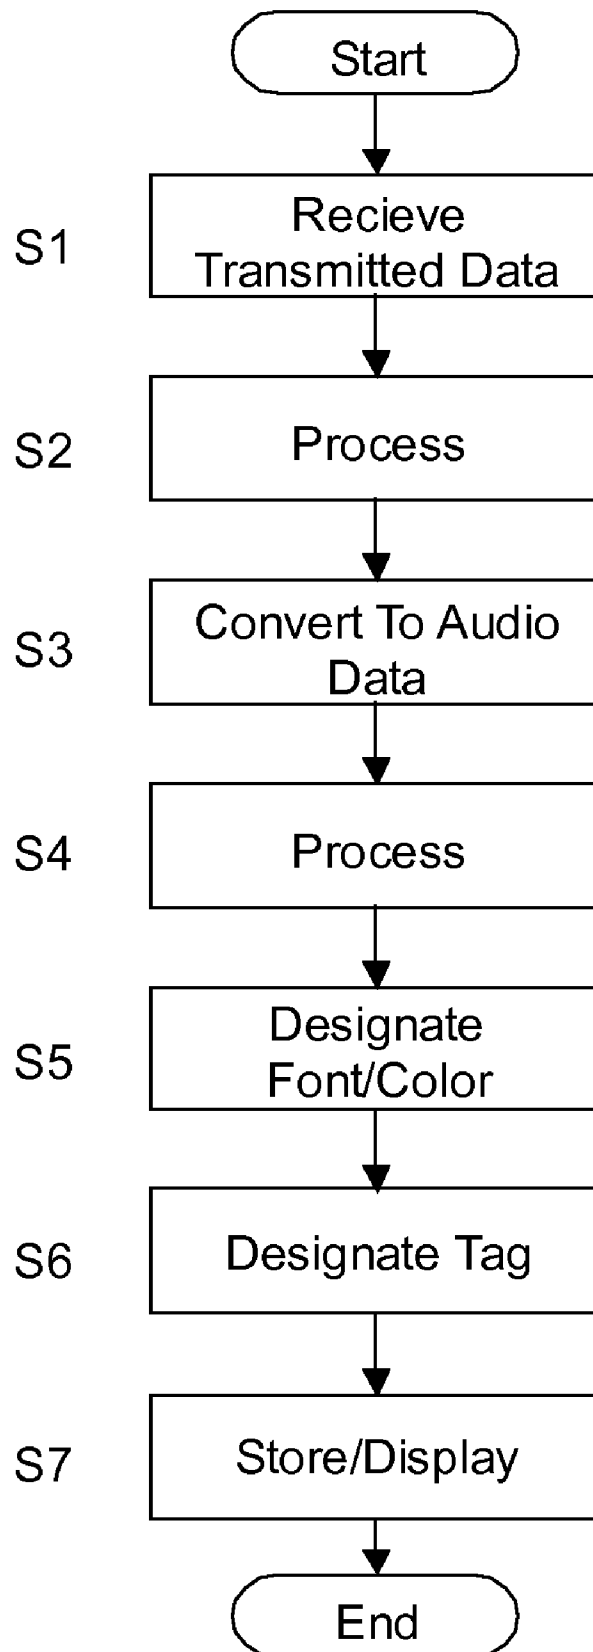 Start
S1
Recieve
Transmitted Data
S2
Process
S3
Convert To Audio
Data
S4
Process
S5
Designate
Font/Color
S6
Designate Tag
S7
Store/Display
End